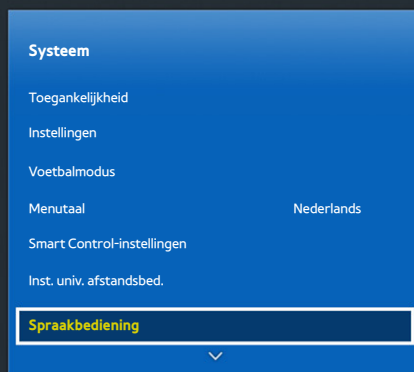 Systeem
Toegankelijkheid
Instellingen
Voetbalmodus
Menutaal Nederlands
Smart Control-instellingen
Inst. univ. afstandsbed.
Spraakbediening